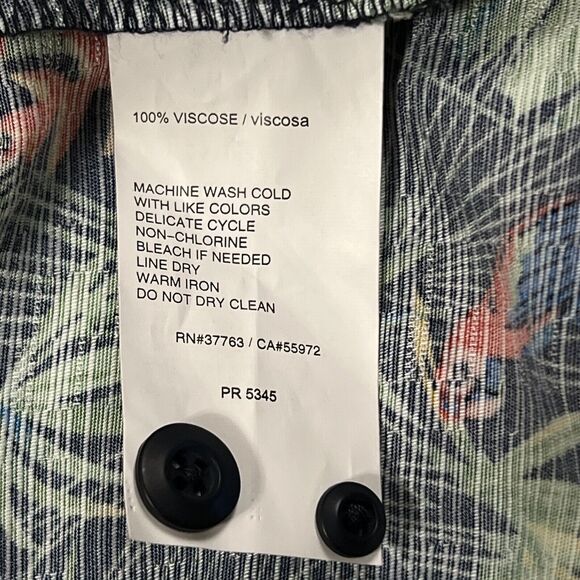 100% VISCOSE / viscosa
MACHINE WASH COLD
WITH LIKE COLORS
DELICATE CYCLE
NON-CHLORINE
BLEACH IF NEEDED
LINE DRY
WARM IRON
DO NOT DRY CLEAN
RN#37763 / CA#55972
PR 5345